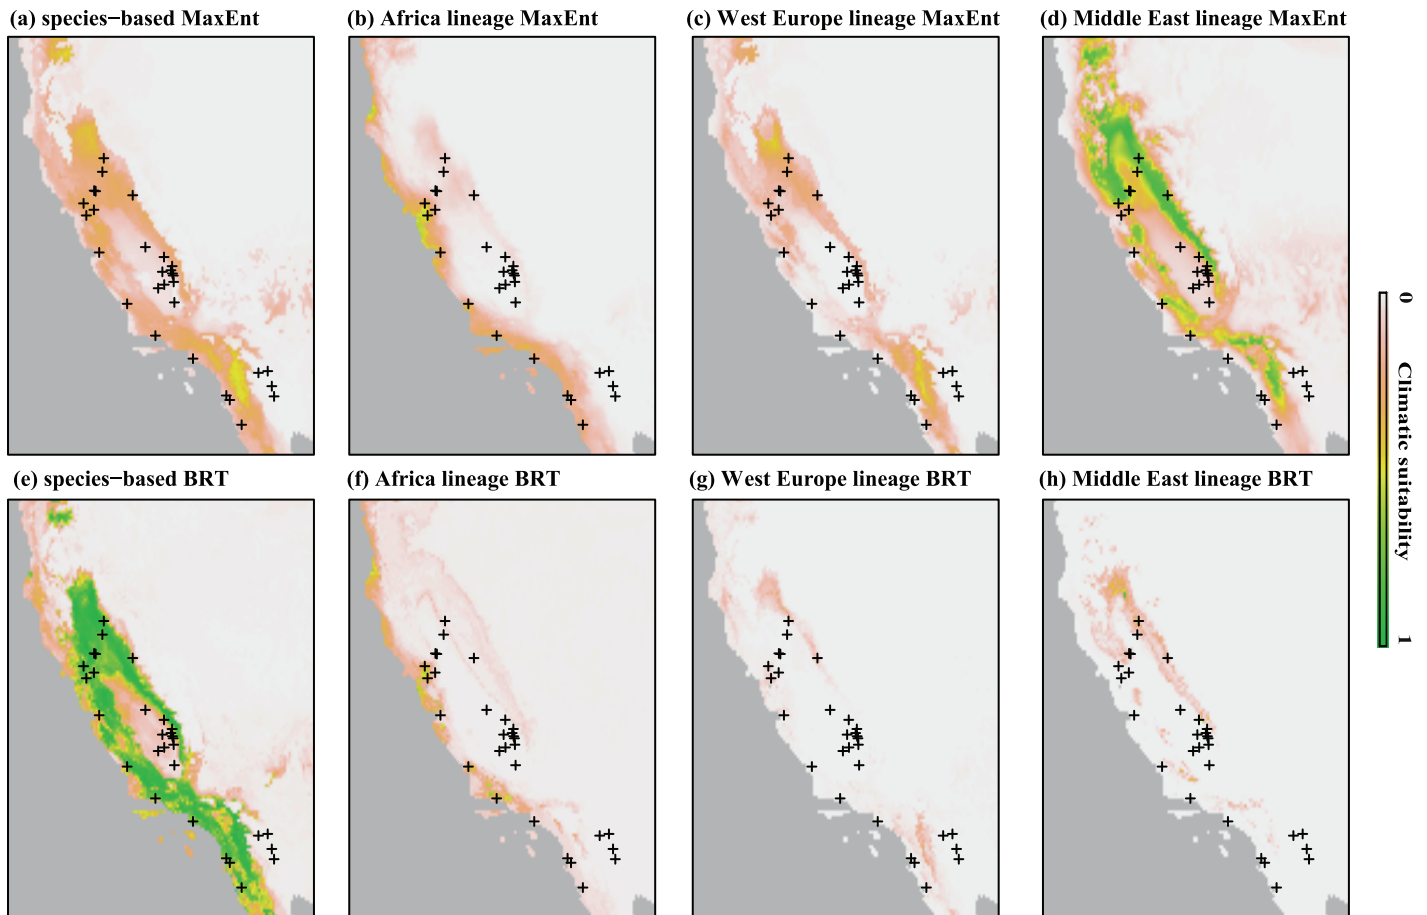 (a) species−based MaxEnt
(b) Africa lineage MaxEnt
(c) West Europe lineage MaxEnt
(d) Middle East lineage MaxEnt
(e) species−based BRT
(f) Africa lineage BRT
(g) West Europe lineage BRT
(h) Middle East lineage BRT
0
Climatic suitability
1